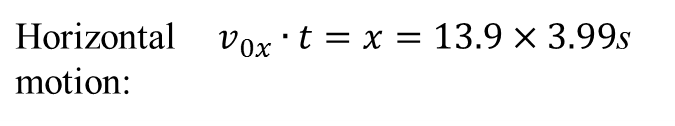 Horizontal v₀ₓ · t = x = 13.9 × 3.99s
motion: